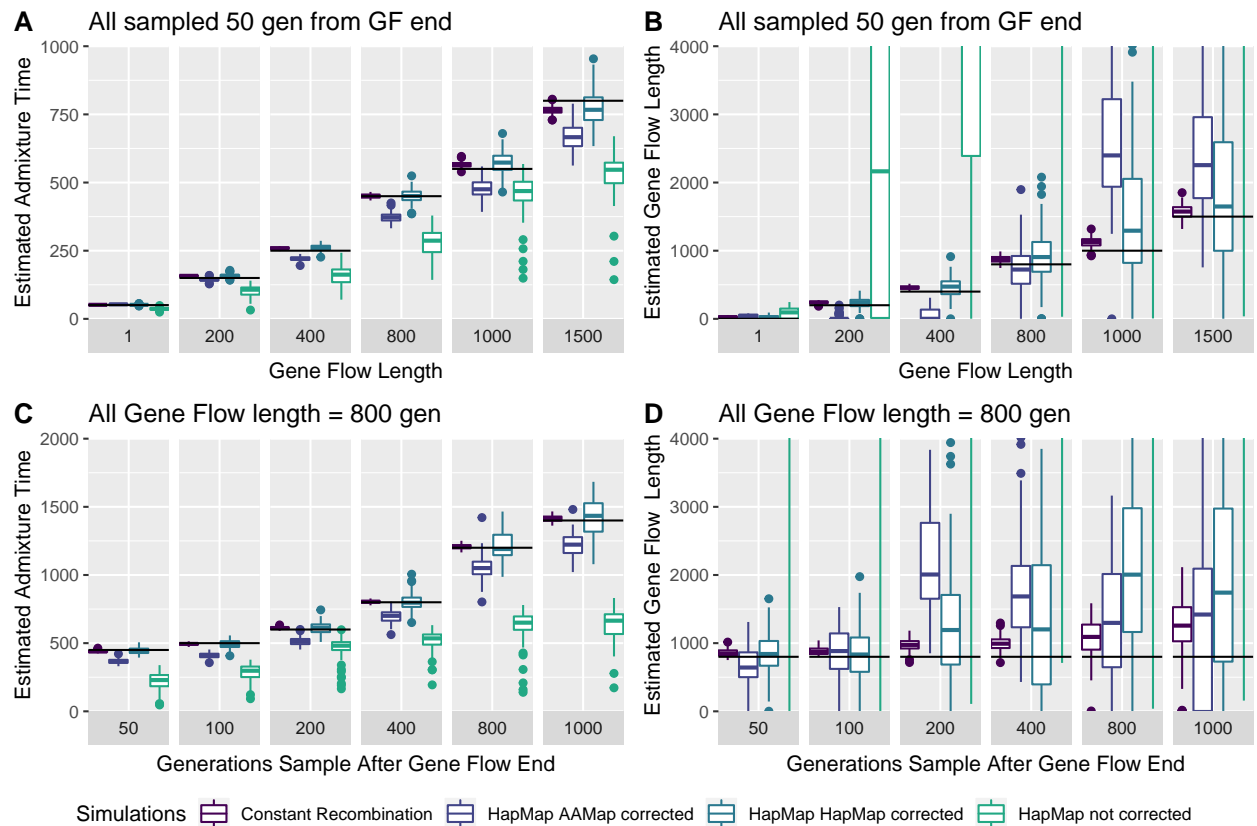 A All sampled 50 gen from GF end
Estimated Admixture Time
1000
750
500
250
0
1 200 400 800 1000 1500
Gene Flow Length
B All sampled 50 gen from GF end
Estimated Gene Flow Length
4000
3000
2000
1000
0
1 200 400 800 1000 1500
Gene Flow Length
C All Gene Flow length = 800 gen
Estimated Admixture Time
2000
1500
1000
500
0
50 100 200 400 800 1000
Generations Sample After Gene Flow End
D All Gene Flow length = 800 gen
Estimated Gene Flow Length
4000
3000
2000
1000
0
50 100 200 400 800 1000
Generations Sample After Gene Flow End
Simulations Constant Recombination HapMap AAMap corrected HapMap HapMap corrected HapMap not corrected